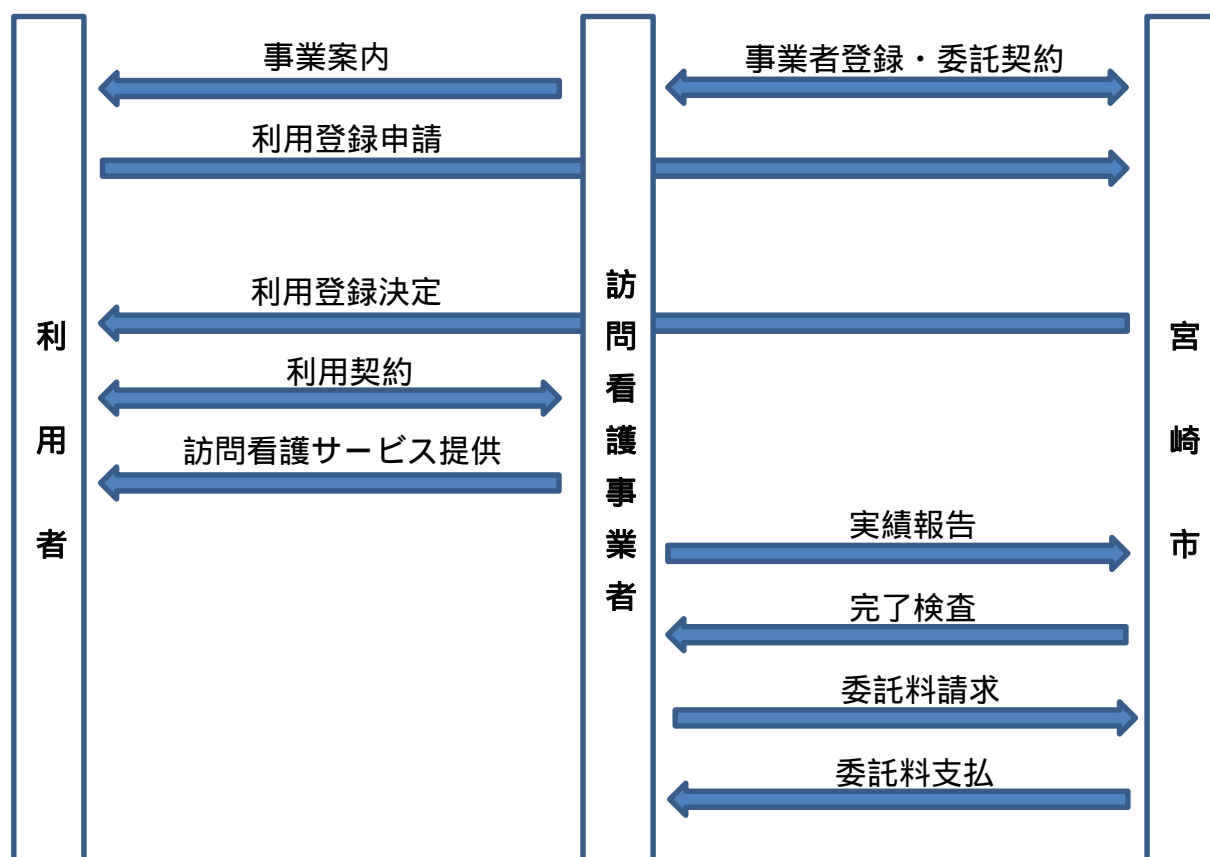 事業案内
事業者登録・委託契約
利用登録申請
利用登録決定
利用契約
訪問看護サービス提供
実績報告
完了検査
委託料請求
委託料支払
利用者
訪問看護事業者
宮崎市